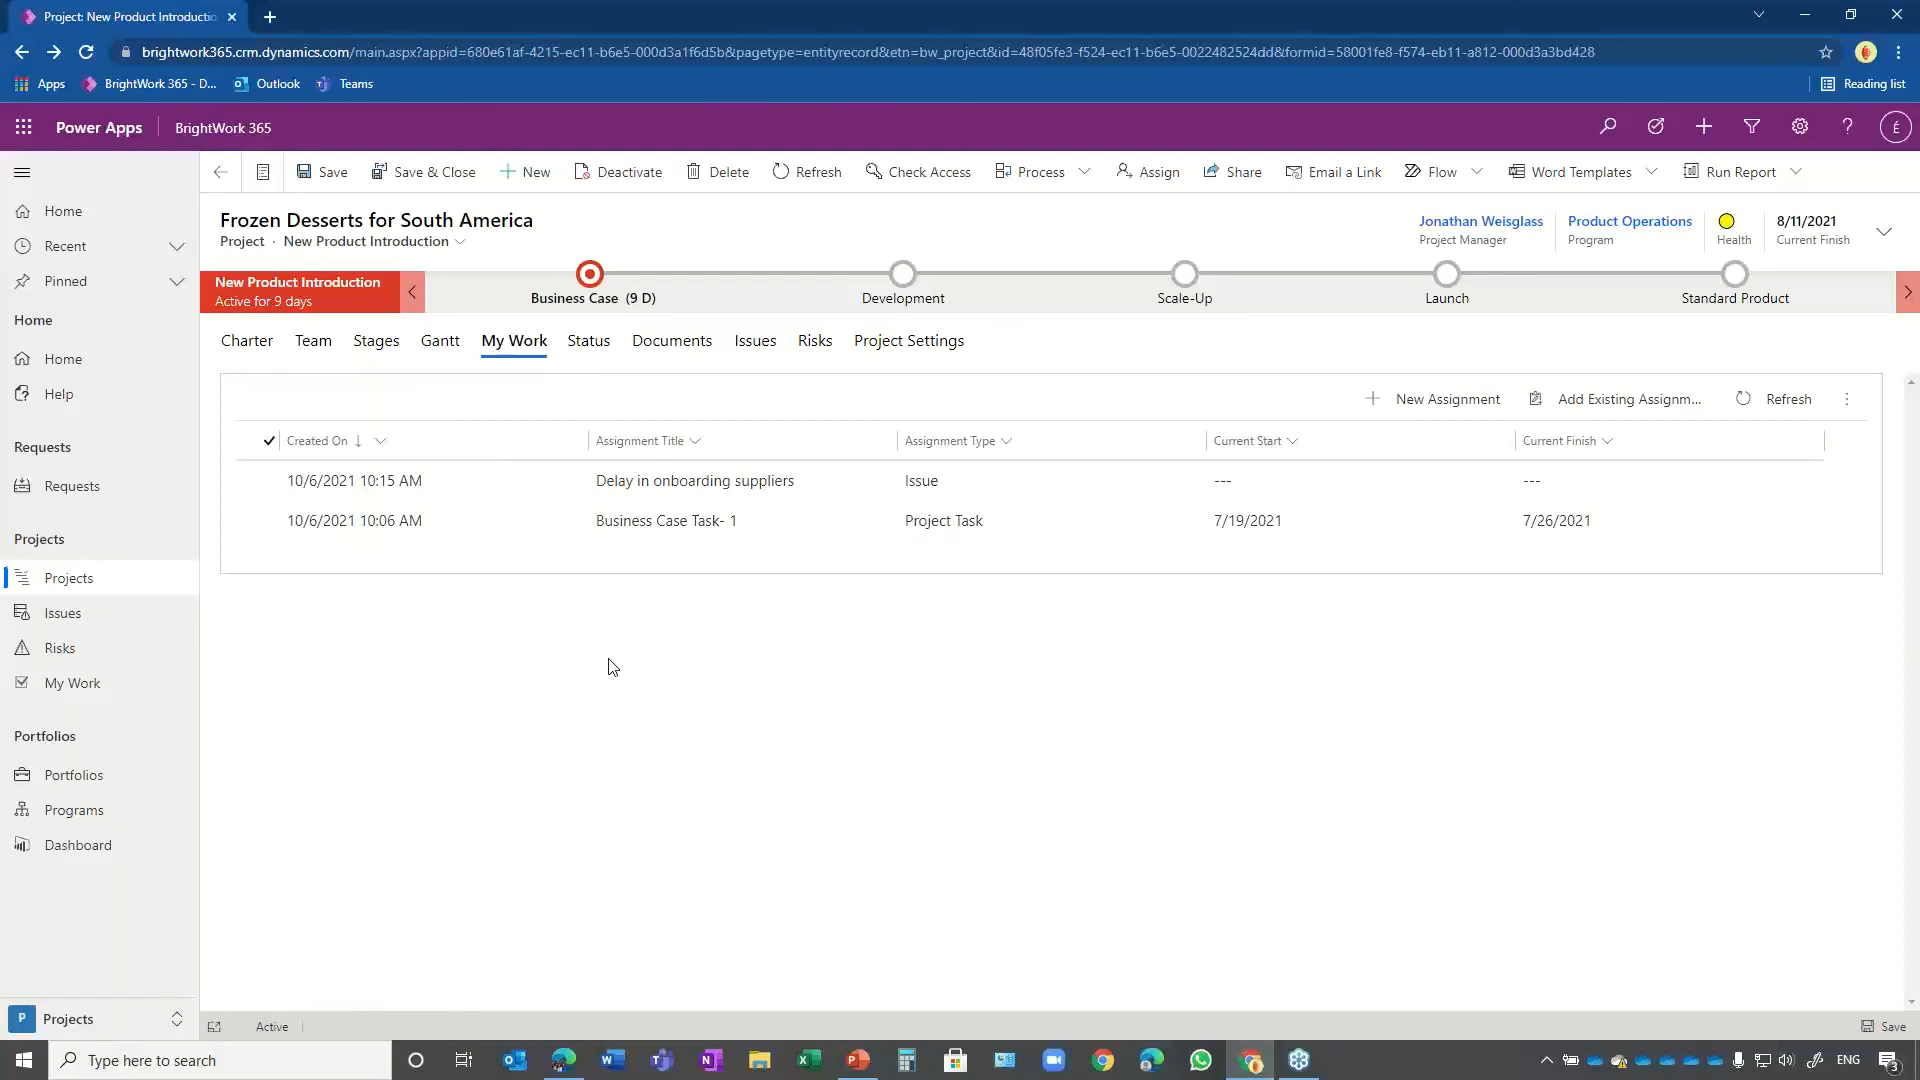 Project: New Product Introductio
brightwork365.crm.dynamics.com/main.aspx?appid=680e61af-4215-ec11-b6e5-000d3a1f6d5b&pagetype=entityrecord&etn=bw_project&id=48f05fe3-f524-ec11-b6e5-0022482524dd&formid=58001fe8-f574-eb11-a812-000d3a3bd428
Apps BrightWork 365 - D... Outlook Teams Reading list
Power Apps BrightWork 365 É
Save Save & Close New Deactivate Delete Refresh Check Access Process Assign Share Email a Link Flow Word Templates Run Report
Home
Recent
Pinned
Home
Home
Help
Requests
Requests
Projects
Projects
Issues
Risks
My Work
Portfolios
Portfolios
Programs
Dashboard
P Projects
Frozen Desserts for South America
Project · New Product Introduction
Jonathan Weisglass Product Operations 8/11/2021
Project Manager Program Health Current Finish
New Product Introduction
Active for 9 days
Business Case (9 D) Development Scale-Up Launch Standard Product
Charter Team Stages Gantt My Work Status Documents Issues Risks Project Settings
New Assignment Add Existing Assignm... Refresh
Created On Assignment Title Assignment Type Current Start Current Finish
10/6/2021 10:15 AM Delay in onboarding suppliers Issue --- ---
10/6/2021 10:06 AM Business Case Task- 1 Project Task 7/19/2021 7/26/2021
Active Save
Type here to search ENG 3